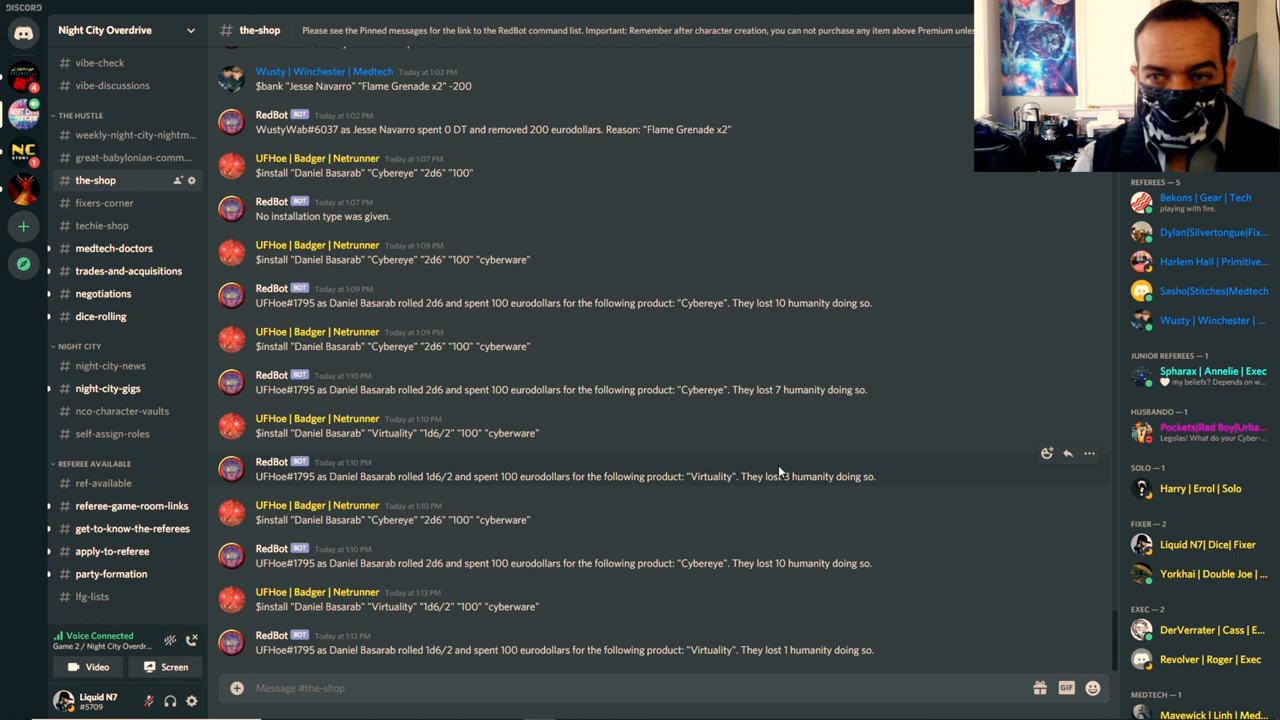 DISCORD
Night City Overdrive
the-shop
Please see the Pinned messages for the link to the RedBot command list. Important: Remember after character creation, you can not purchase any item above Premium unles
vibe-check
vibe-discussions
THE HUSTLE
weekly-night-city-nightm...
great-babylonian-comm...
the-shop
fixers-corner
techie-shop
medtech-doctors
trades-and-acquisitions
negotiations
dice-rolling
NIGHT CITY
night-city-news
night-city-gigs
nco-character-vaults
self-assign-roles
REFEREE AVAILABLE
ref-available
referee-game-room-links
get-to-know-the-referees
apply-to-referee
party-formation
lfg-lists
Voice Connected
Game 2 / Night City Overdr...
Video
Screen
Liquid N7
#5709
4
NC
1
Wusty | Winchester | Medtech Today at 1:02 PM
$bank "Jesse Navarro" "Flame Grenade x2" -200
RedBot BOT Today at 1:02 PM
WustyWab#6037 as Jesse Navarro spent 0 DT and removed 200 eurodollars. Reason: "Flame Grenade x2"
UFHoe | Badger | Netrunner Today at 1:07 PM
$install "Daniel Basarab" "Cybereye" "2d6" "100"
RedBot BOT Today at 1:07 PM
No installation type was given.
UFHoe | Badger | Netrunner Today at 1:09 PM
$install "Daniel Basarab" "Cybereye" "2d6" "100" "cyberware"
RedBot BOT Today at 1:09 PM
UFHoe#1795 as Daniel Basarab rolled 2d6 and spent 100 eurodollars for the following product: "Cybereye". They lost 10 humanity doing so.
UFHoe | Badger | Netrunner Today at 1:09 PM
$install "Daniel Basarab" "Cybereye" "2d6" "100" "cyberware"
RedBot BOT Today at 1:10 PM
UFHoe#1795 as Daniel Basarab rolled 2d6 and spent 100 eurodollars for the following product: "Cybereye". They lost 7 humanity doing so.
UFHoe | Badger | Netrunner Today at 1:10 PM
$install "Daniel Basarab" "Virtuality" "1d6/2" "100" "cyberware"
RedBot BOT Today at 1:10 PM
UFHoe#1795 as Daniel Basarab rolled 1d6/2 and spent 100 eurodollars for the following product: "Virtuality". They lost 3 humanity doing so.
UFHoe | Badger | Netrunner Today at 1:10 PM
$install "Daniel Basarab" "Cybereye" "2d6" "100" "cyberware"
RedBot BOT Today at 1:10 PM
UFHoe#1795 as Daniel Basarab rolled 2d6 and spent 100 eurodollars for the following product: "Cybereye". They lost 10 humanity doing so.
UFHoe | Badger | Netrunner Today at 1:13 PM
$install "Daniel Basarab" "Virtuality" "1d6/2" "100" "cyberware"
RedBot BOT Today at 1:13 PM
UFHoe#1795 as Daniel Basarab rolled 1d6/2 and spent 100 eurodollars for the following product: "Virtuality". They lost 1 humanity doing so.
Message #the-shop
GIF
REFEREES — 5
Bekons | Gear | Tech
playing with fire.
Dylan|Silvertongue|Fix...
Harlem Hail | Primitive...
Sasho|Stitches|Medtech
Wusty | Winchester | ...
JUNIOR REFEREES — 1
Spharax | Annelie | Exec
my beliefs? Depends on w...
HUSBANDO — 1
Pockets|Red Boy|Urba...
Legolas! What do your Cyber-...
SOLO — 1
Harry | Errol | Solo
FIXER — 2
Liquid N7| Dice| Fixer
Yorkhai | Double Joe | ...
EXEC — 2
DerVerrater | Cass | E...
Revolver | Roger | Exec
MEDTECH — 1
Mavewick | Linh | Med...